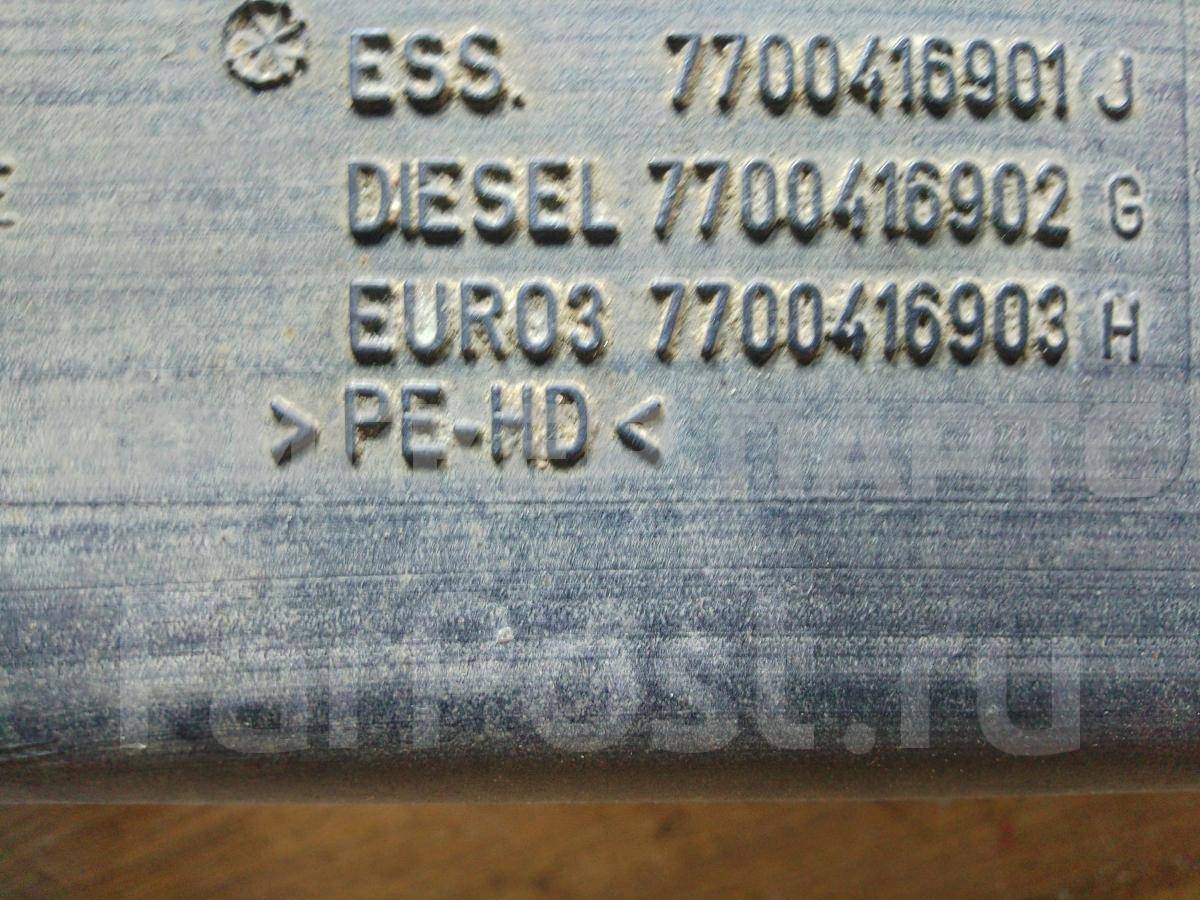 ESS. 7700416901 J
DIESEL 7700416902 G
EURO3 7700416903 H
>PE-HD<
FarPost.ru